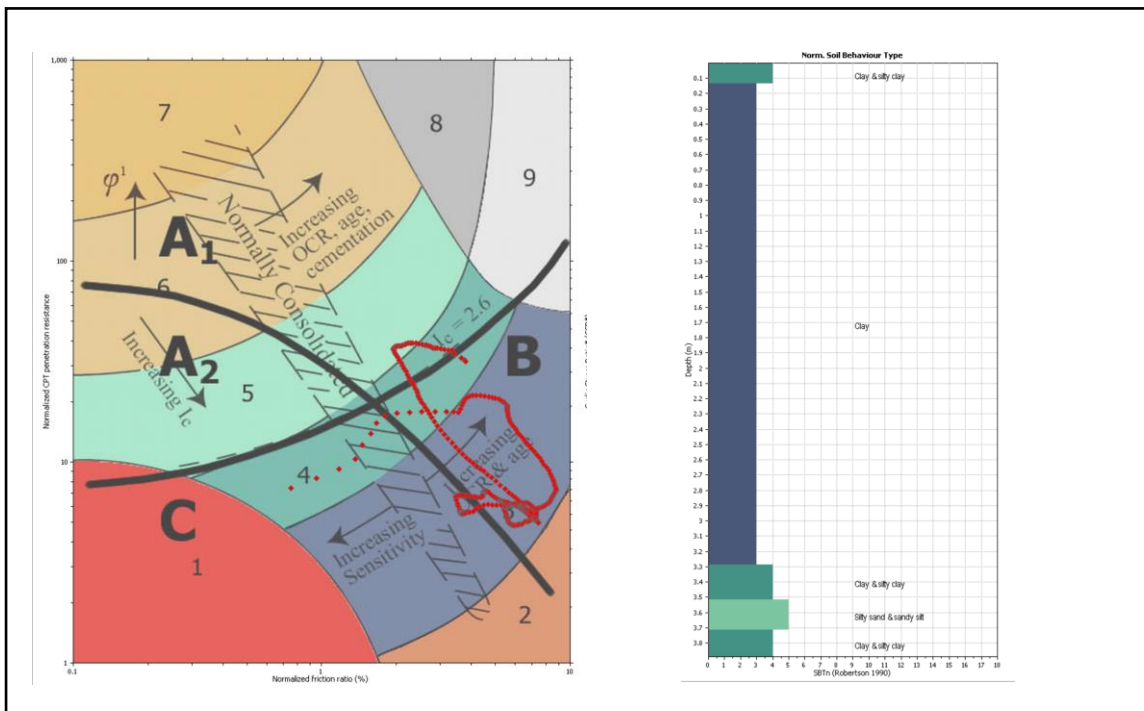 1,000
100
10
1
0.1
1
10
Normalized CPT penetration resistance
Normalized friction ratio (%)
7
8
9
φ¹
A₁
6
A₂
5
B
4
C
1
2
Normally Consolidated
Increasing
OCR, age,
cementation
Increasing Ic
Ic = 2.6
Increasing
Sensitivity
Norm. Soil Behaviour Type
Clay & silty clay
Clay
Clay & silty clay
Silty sand & sandy silt
Clay & silty clay
Depth (m)
0.1
0.2
0.3
0.4
0.5
0.6
0.7
0.8
0.9
1
1.1
1.2
1.3
1.4
1.5
1.6
1.7
1.8
1.9
2
2.1
2.2
2.3
2.4
2.5
2.6
2.7
2.8
2.9
3
3.1
3.2
3.3
3.4
3.5
3.6
3.7
3.8
0 1 2 3 4 5 6 7 8 9 10 11 12 13 14 15 16 17 18
SBTn (Robertson 1990)